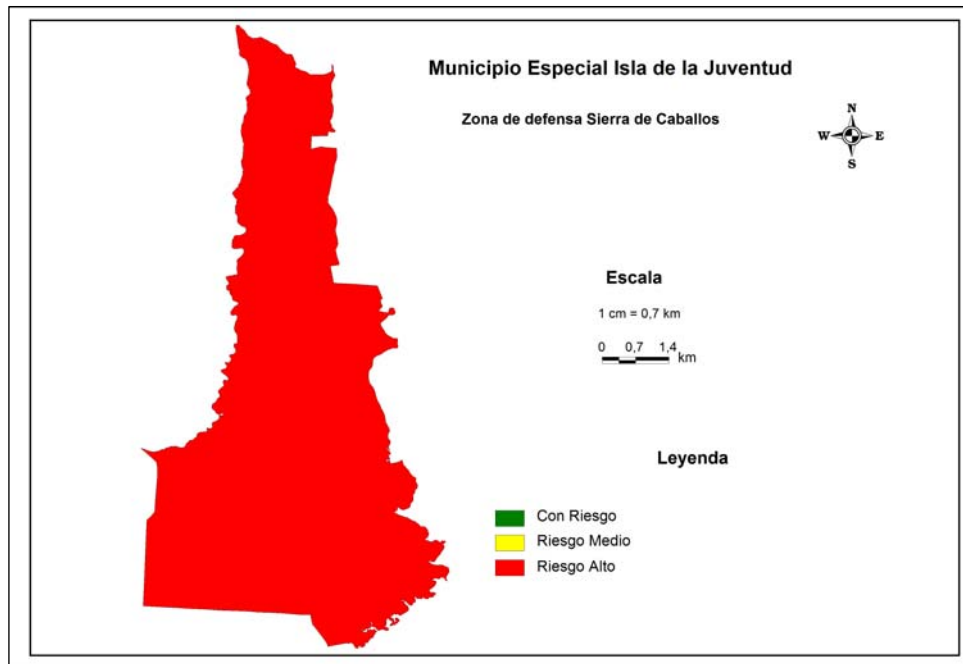 Municipio Especial Isla de la Juventud
Zona de defensa Sierra de Caballos
N
W E
S
Escala
1 cm = 0,7 km
0 0,7 1,4
km
Leyenda
Con Riesgo
Riesgo Medio
Riesgo Alto